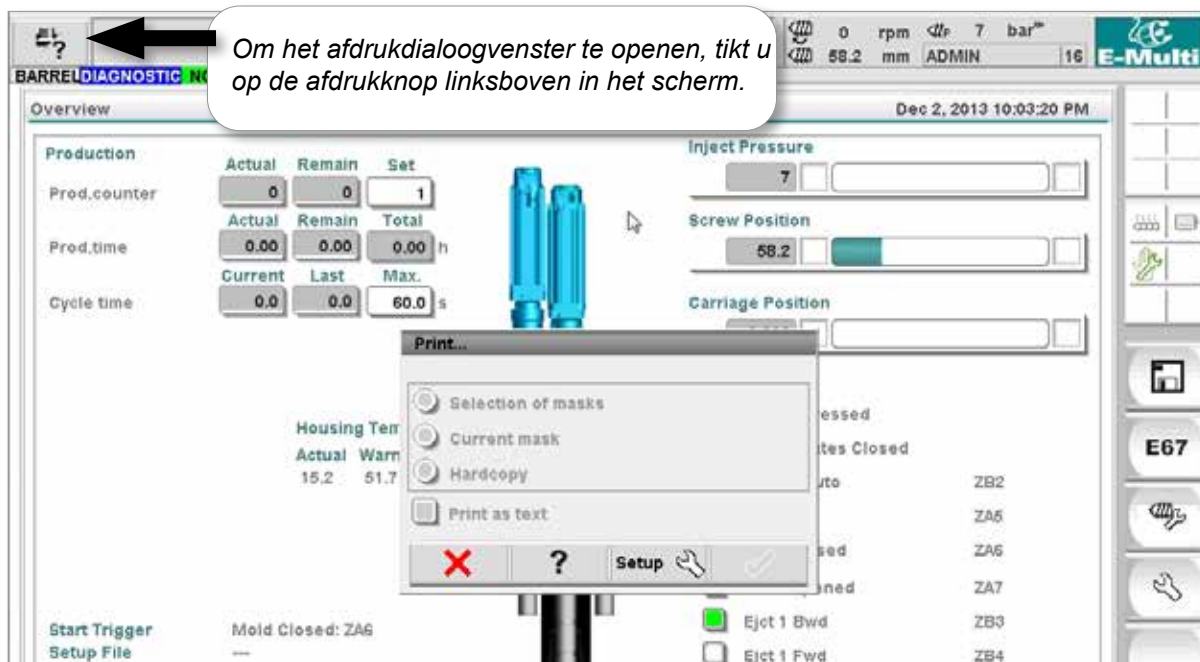 ?
Om het afdrukdialoogvenster te openen, tikt u
op de afdrukknop linksboven in het scherm.
0 rpm 7 bar
58.2 mm ADMIN 16
E-Multi
BARREL DIAGNOSTIC
Overview Dec 2, 2013 10:03:20 PM
Production
Actual Remain Set
Prod.counter 0 0 1
Actual Remain Total
Prod.time 0.00 0.00 0.00 h
Current Last Max.
Cycle time 0.0 0.0 60.0 s
Inject Pressure
7
Screw Position
58.2
Carriage Position
Print...
Selection of masks
Current mask
Hardcopy
Print as text
? Setup
Housing
Actual
15.2 51.7
Closed
ZB2
ZA5
ZA6
ZA7
Ejct 1 Bwd ZB3
Ejct 1 Fwd ZB4
Start Trigger Mold Closed: ZA6
Setup File ---
E67